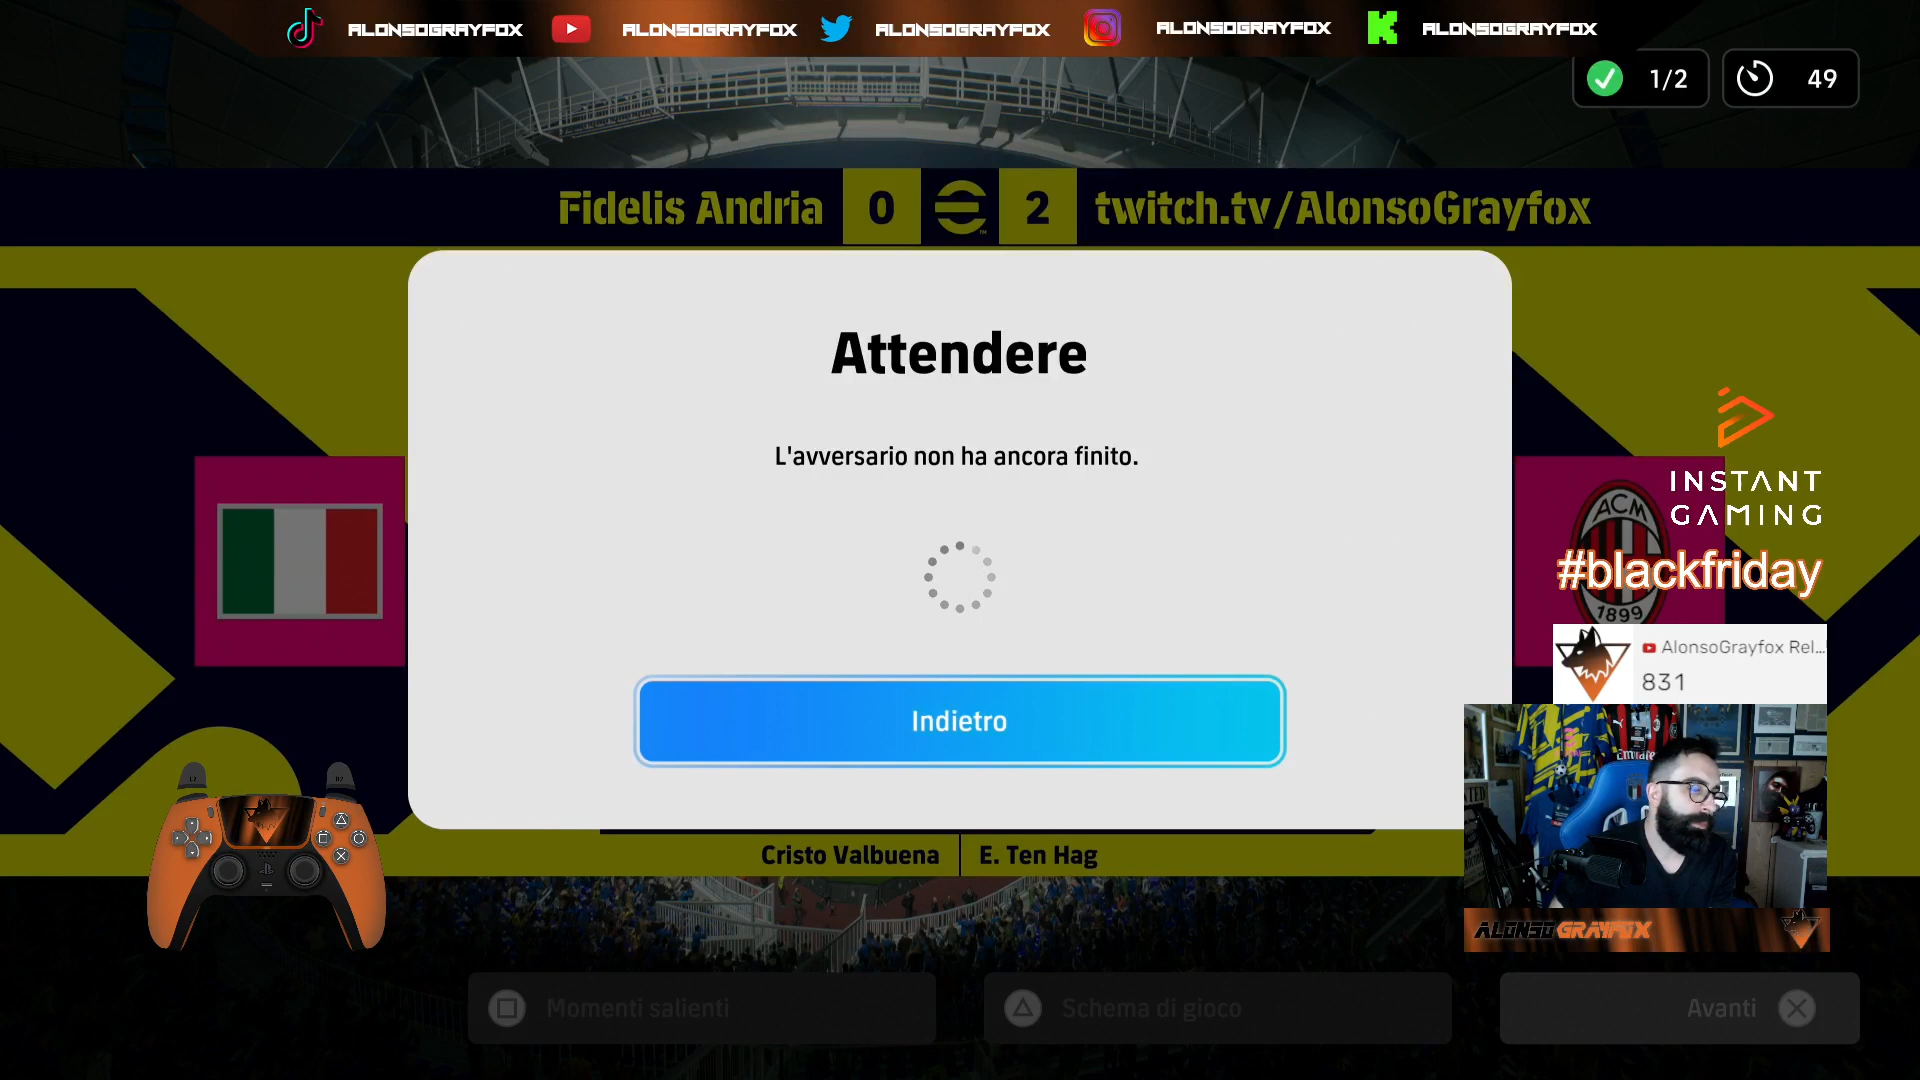 ALONSOGRAYFOX ALONSOGRAYFOX ALONSOGRAYFOX ALONSOGRAYFOX ALONSOGRAYFOX
1/2 49
Fidelis Andria 0 2 twitch.tv/AlonsoGrayfox
Attendere
L'avversario non ha ancora finito.
Indietro
ACM
1899
INSTANT
GAMING
#blackfriday
AlonsoGrayfox Rel...
831
Emirates
Cristo Valbuena E. Ten Hag
ALONSOGRAYFOX
Momenti salienti Schema di gioco Avanti